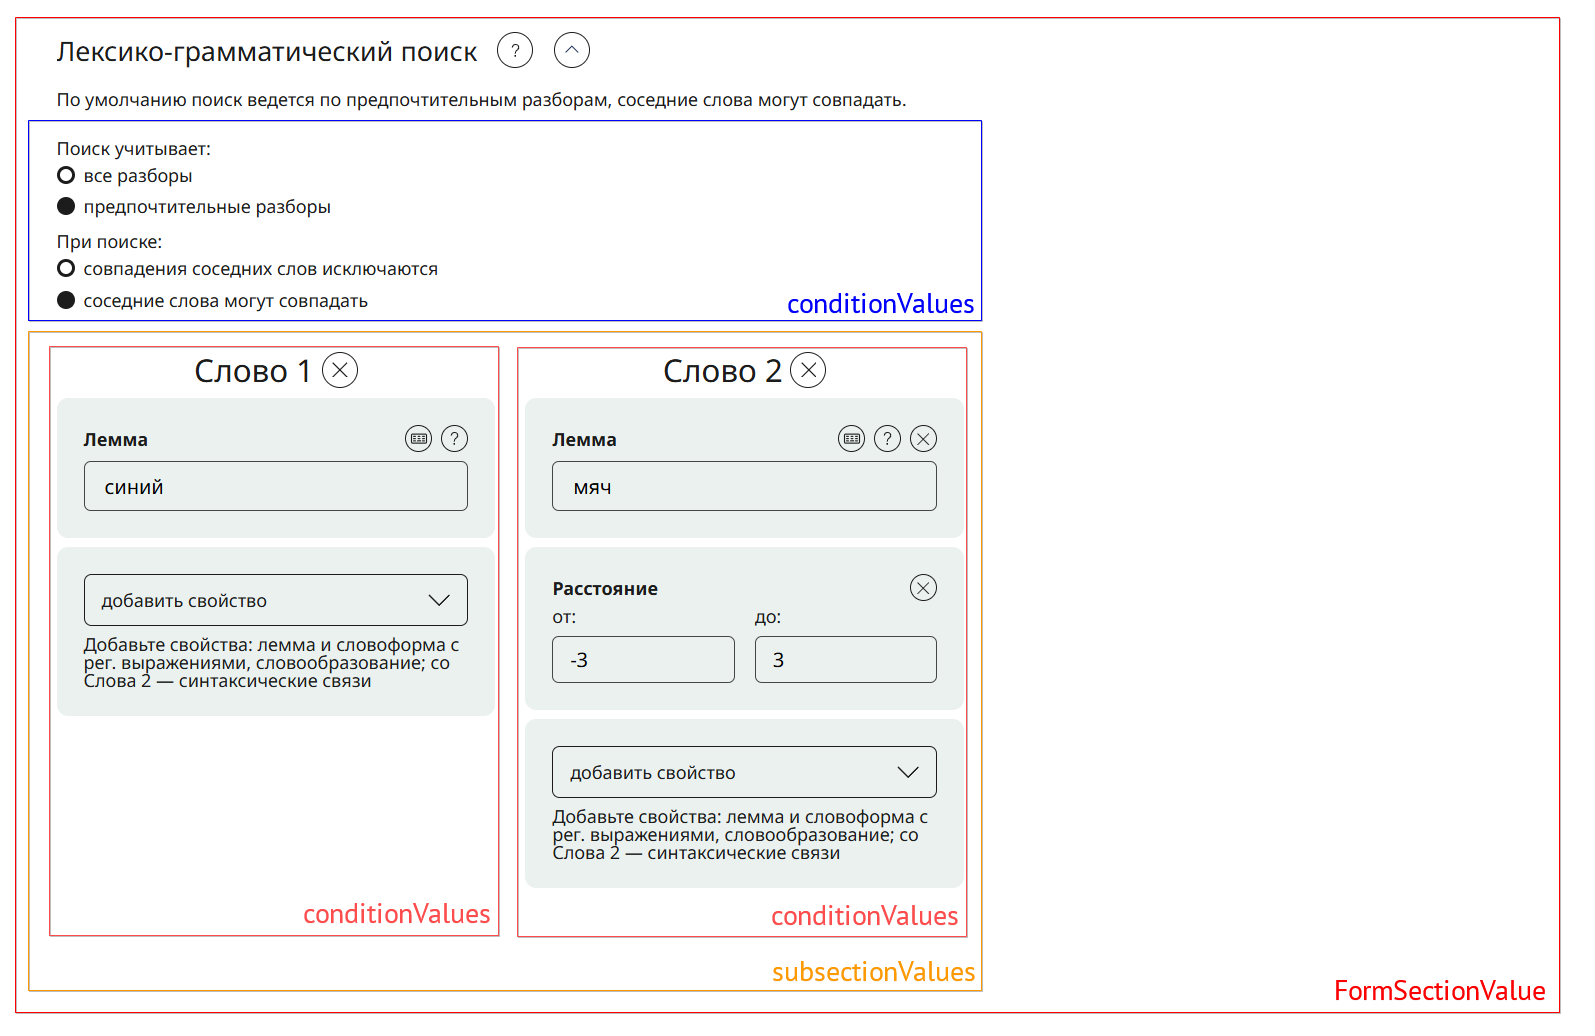 Лексико-грамматический поиск ?
По умолчанию поиск ведется по предпочтительным разборам, соседние слова могут совпадать.
Поиск учитывает:
все разборы
предпочтительные разборы
При поиске:
совпадения соседних слов исключаются
соседние слова могут совпадать
conditionValues
Слово 1
Лемма ?
синий
добавить свойство
Добавьте свойства: лемма и словоформа с
рег. выражениями, словообразование; со
Слова 2 — синтаксические связи
conditionValues
Слово 2
Лемма ?
мяч
Расстояние
от: до:
-3 3
добавить свойство
Добавьте свойства: лемма и словоформа с
рег. выражениями, словообразование; со
Слова 2 — синтаксические связи
conditionValues
subsectionValues
FormSectionValue